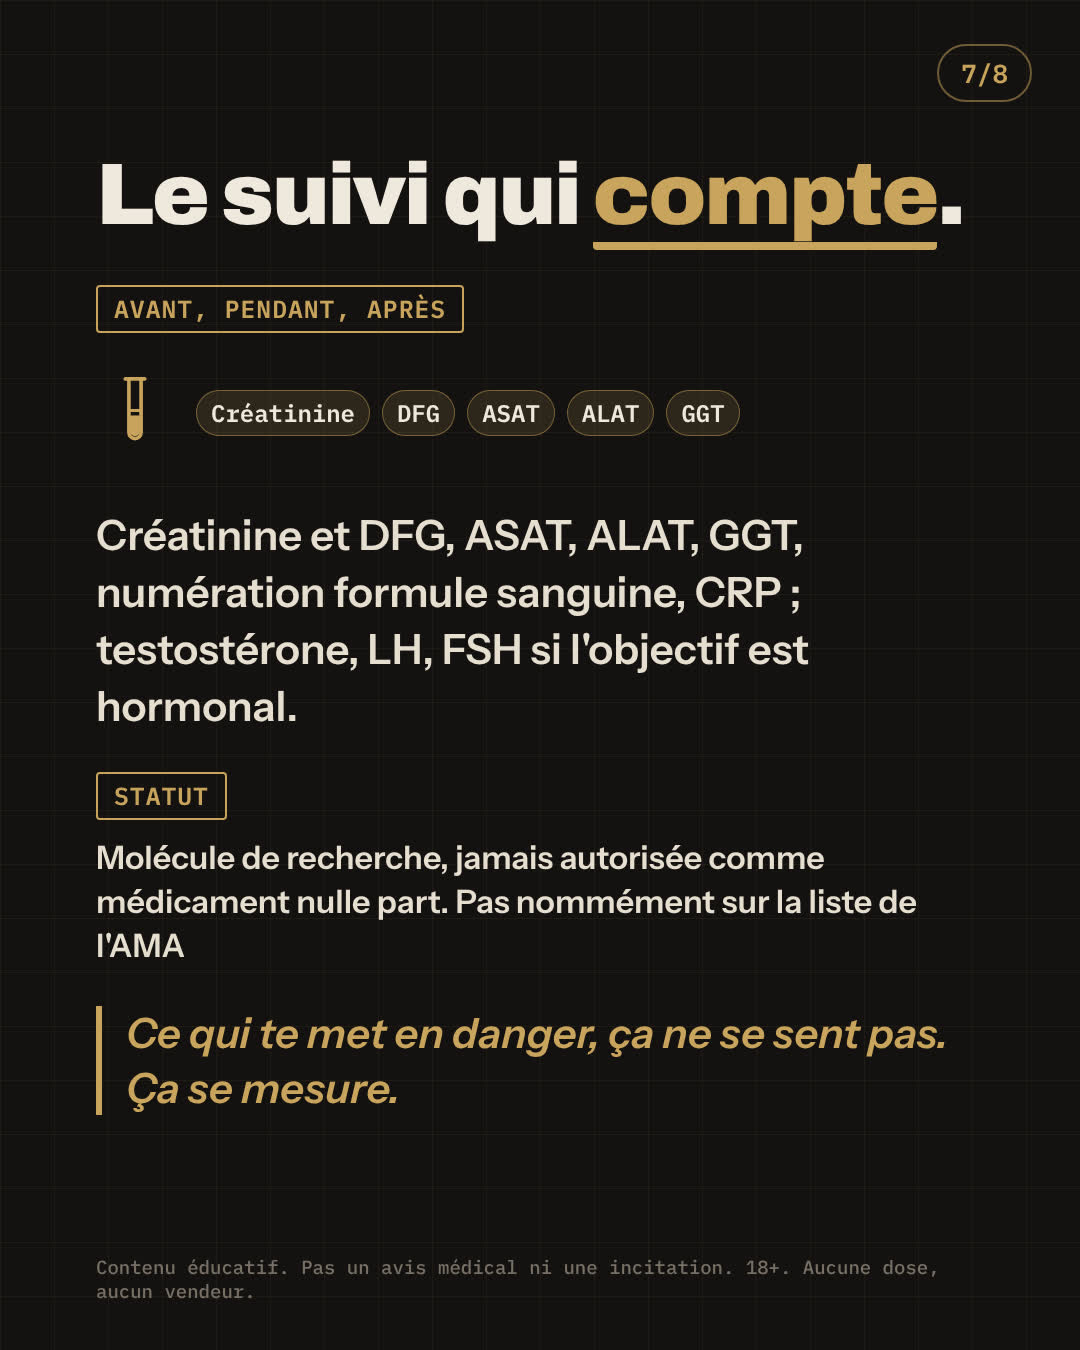 7/8
Le suivi qui compte.
AVANT, PENDANT, APRÈS
Créatinine DFG ASAT ALAT GGT
Créatinine et DFG, ASAT, ALAT, GGT,
numération formule sanguine, CRP ;
testostérone, LH, FSH si l'objectif est
hormonal.
STATUT
Molécule de recherche, jamais autorisée comme
médicament nulle part. Pas nommément sur la liste de
l'AMA
Ce qui te met en danger, ça ne se sent pas.
Ça se mesure.
Contenu éducatif. Pas un avis médical ni une incitation. 18+. Aucune dose,
aucun vendeur.